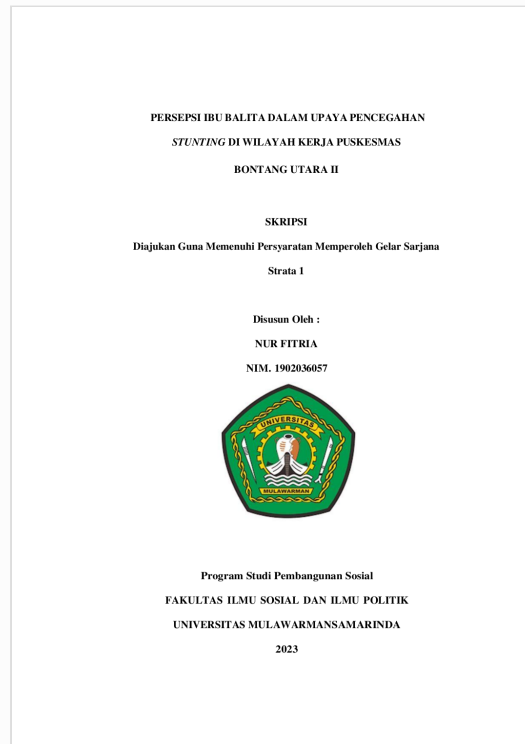 PERSEPSI IBU BALITA DALAM UPAYA PENCEGAHAN
STUNTING DI WILAYAH KERJA PUSKESMAS
BONTANG UTARA II
SKRIPSI
Diajukan Guna Memenuhi Persyaratan Memperoleh Gelar Sarjana
Strata 1
Disusun Oleh :
NUR FITRIA
NIM. 1902036057
UNIVERSITAS
MULAWARMAN
Program Studi Pembangunan Sosial
FAKULTAS ILMU SOSIAL DAN ILMU POLITIK
UNIVERSITAS MULAWARMANSAMARINDA
2023